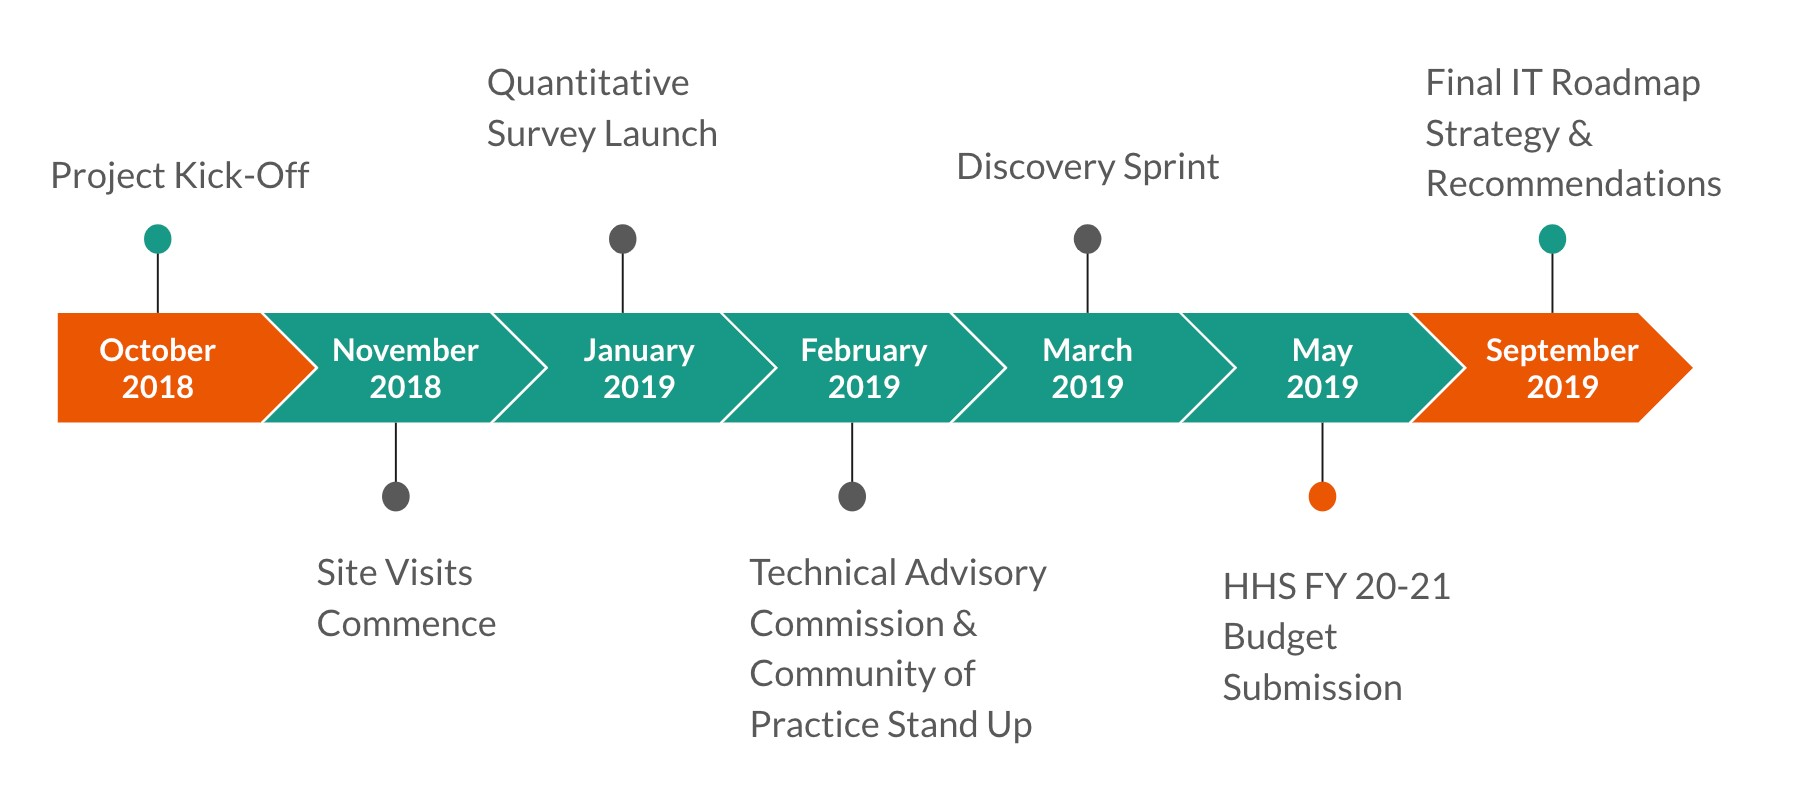 Project Kick-Off
Quantitative
Survey Launch
Discovery Sprint
Final IT Roadmap
Strategy &
Recommendations
October
2018
November
2018
January
2019
February
2019
March
2019
May
2019
September
2019
Site Visits
Commence
Technical Advisory
Commission &
Community of
Practice Stand Up
HHS FY 20-21
Budget
Submission